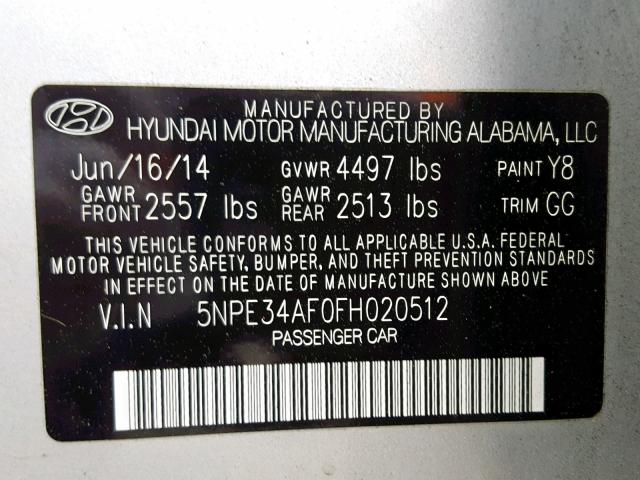 MANUFACTURED BY
HYUNDAI MOTOR MANUFACTURING ALABAMA, LLC
Jun/16/14 GVWR 4497 lbs PAINT Y8
GAWR FRONT 2557 lbs GAWR REAR 2513 lbs TRIM GG
THIS VEHICLE CONFORMS TO ALL APPLICABLE U.S.A. FEDERAL
MOTOR VEHICLE SAFETY, BUMPER, AND THEFT PREVENTION STANDARDS
IN EFFECT ON THE DATE OF MANUFACTURE SHOWN ABOVE
V.I.N 5NPE34AF0FH020512
PASSENGER CAR